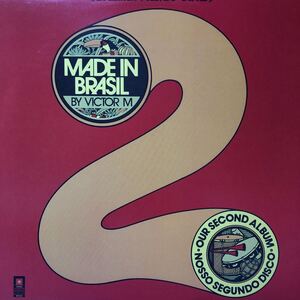 MADE IN
BRASIL
BY VICTOR M
OUR SECOND ALBUM
NOSSO SEGUNDO DISCO